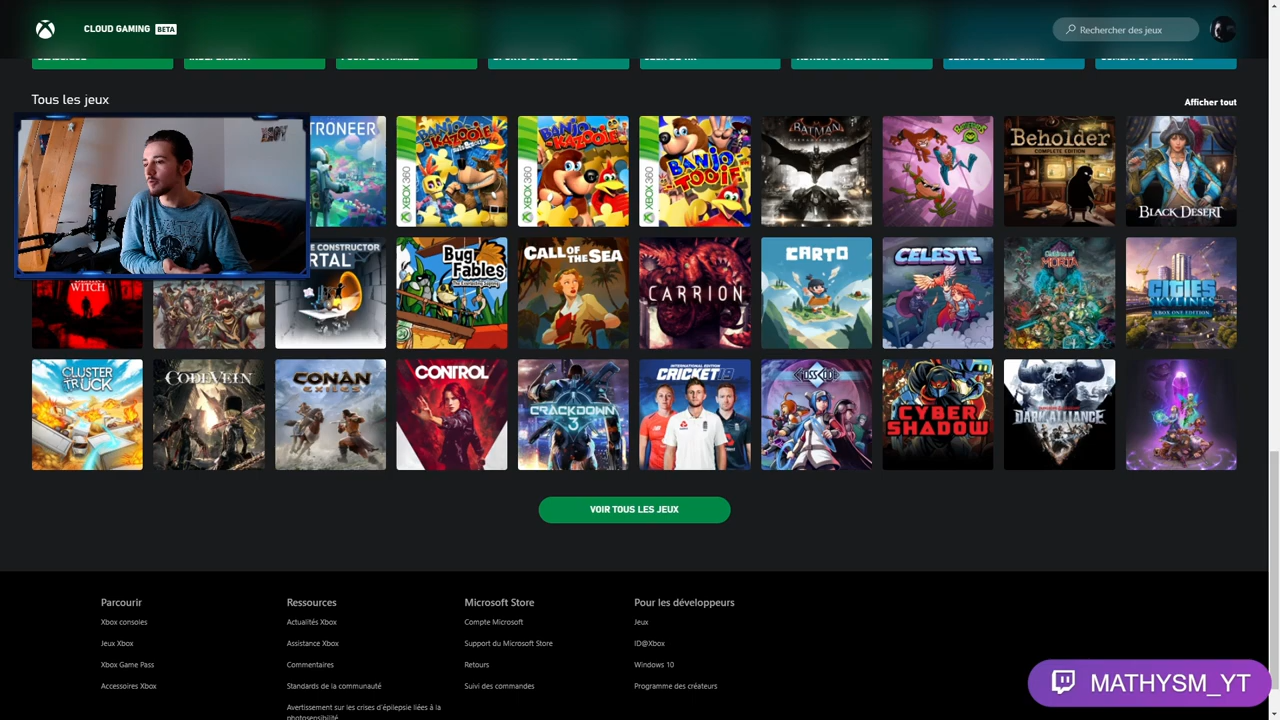 CLOUD GAMING BETA
Rechercher des jeux
Tous les jeux
Afficher tout
TRONEER
XBOX 360
BANJO
KAZOOIE
XBOX 360
BANJO
KAZOOIE
XBOX 360
BANJO
TOOIE
BATMAN
Beholder
COMPLETE EDITION
BLACK DESERT
WITCH
E CONSTRUCTOR
RTAL
Bug
Fables
CALL OF
THE SEA
CARRION
CARTO
CELESTE
Children of
MORTA
Cities
SKYLINES
XBOX ONE EDITION
CLUSTER
TRUCK
CODE VEIN
CONAN
EXILES
CONTROL
CRACKDOWN
3
INTERNATIONAL EDITION
CRICKET 19
CROSSCODE
CYBER
SHADOW
DARK ALLIANCE
VOIR TOUS LES JEUX
Parcourir
Xbox consoles
Jeux Xbox
Xbox Game Pass
Accessoires Xbox
Ressources
Actualités Xbox
Assistance Xbox
Commentaires
Standards de la communauté
Avertissement sur les crises d'épilepsie liées à la
photosensibilité
Microsoft Store
Compte Microsoft
Support du Microsoft Store
Retours
Suivi des commandes
Pour les développeurs
Jeux
ID@Xbox
Windows 10
Programme des créateurs
MATHYSM_YT